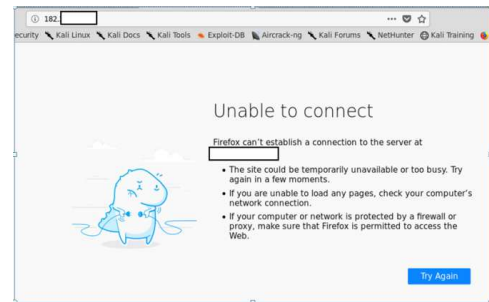 182.
ecurity Kali Linux Kali Docs Kali Tools Exploit-DB Aircrack-ng Kali Forums NetHunter Kali Training
Unable to connect
Firefox can't establish a connection to the server at
• The site could be temporarily unavailable or too busy. Try
again in a few moments.
• If you are unable to load any pages, check your computer's
network connection.
• If your computer or network is protected by a firewall or
proxy, make sure that Firefox is permitted to access the
Web.
Try Again